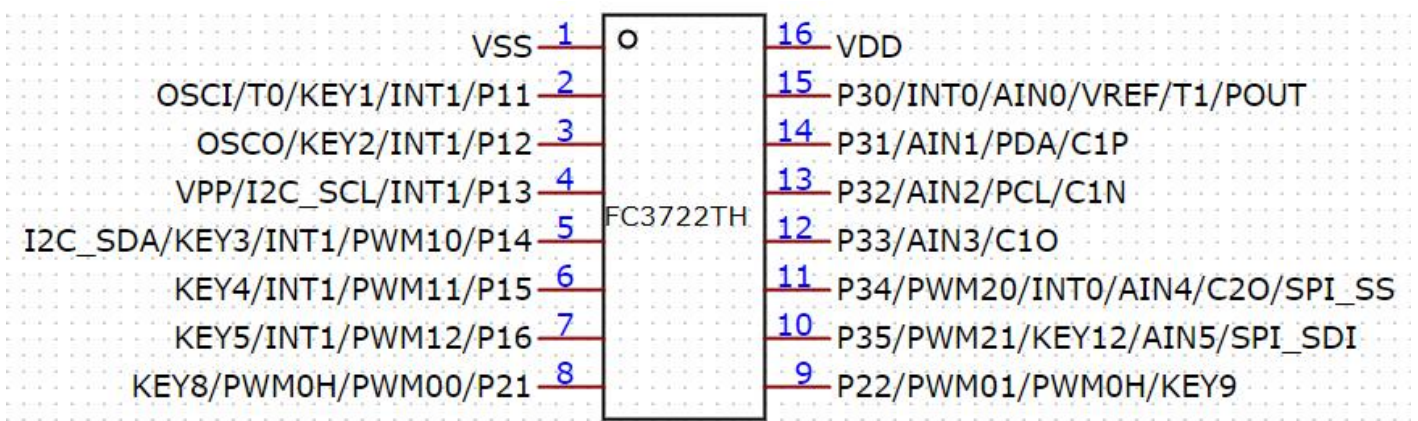 VSS 1 16 VDD
OSCI/T0/KEY1/INT1/P11 2 15 P30/INT0/AIN0/VREF/T1/POUT
OSCO/KEY2/INT1/P12 3 14 P31/AIN1/PDA/C1P
VPP/I2C_SCL/INT1/P13 4 13 P32/AIN2/PCL/C1N
FC3722TH
I2C_SDA/KEY3/INT1/PWM10/P14 5 12 P33/AIN3/C1O
KEY4/INT1/PWM11/P15 6 11 P34/PWM20/INT0/AIN4/C2O/SPI_SS
KEY5/INT1/PWM12/P16 7 10 P35/PWM21/KEY12/AIN5/SPI_SDI
KEY8/PWM0H/PWM00/P21 8 9 P22/PWM01/PWM0H/KEY9